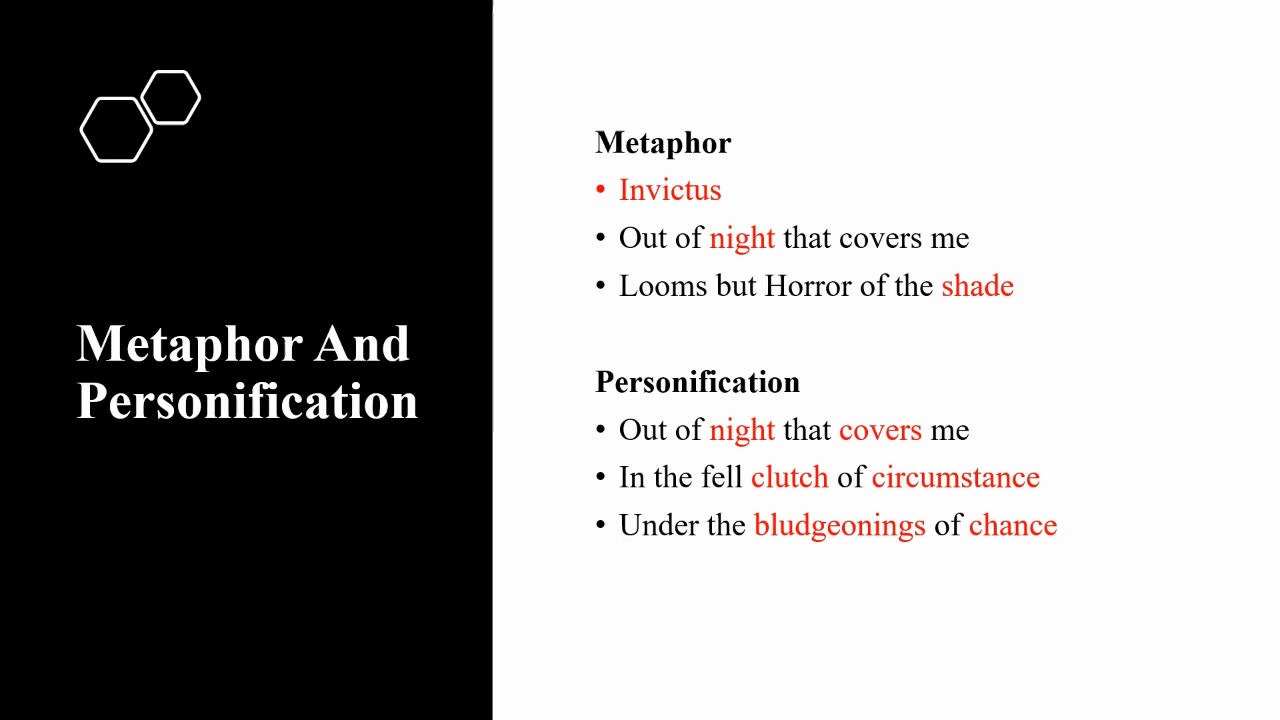 Metaphor And
Personification
Metaphor
• Invictus
• Out of night that covers me
• Looms but Horror of the shade
Personification
• Out of night that covers me
• In the fell clutch of circumstance
• Under the bludgeonings of chance